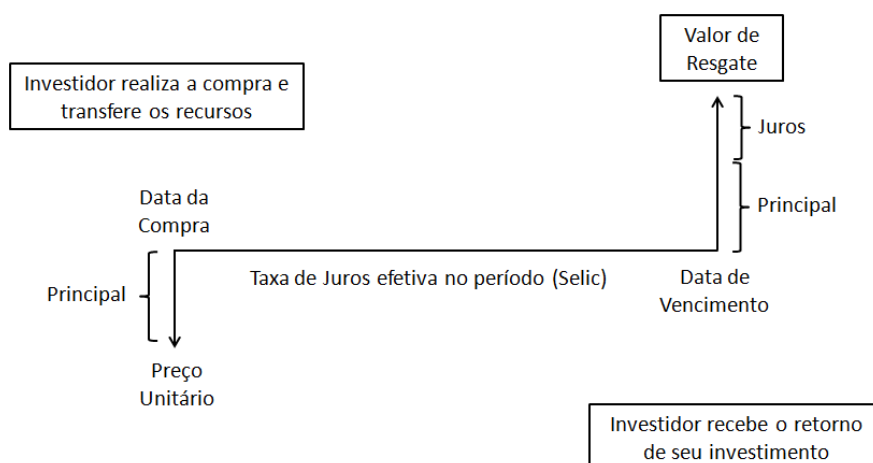 Valor de
Resgate
Investidor realiza a compra e
transfere os recursos
Juros
Data da
Compra
Principal
Taxa de Juros efetiva no período (Selic)
Data de
Vencimento
Principal
Preço
Unitário
Investidor recebe o retorno
de seu investimento